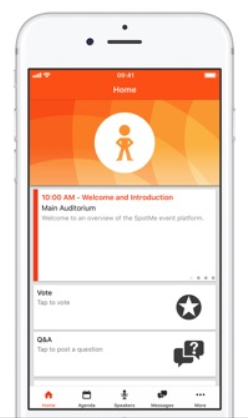 09:41
Home
10:00 AM - Welcome and Introduction
Main Auditorium
Welcome to an overview of the SpotMe event platform.
Vote
Tap to vote
Q&A
Tap to post a question
Home
Agenda
Speakers
Messages
More